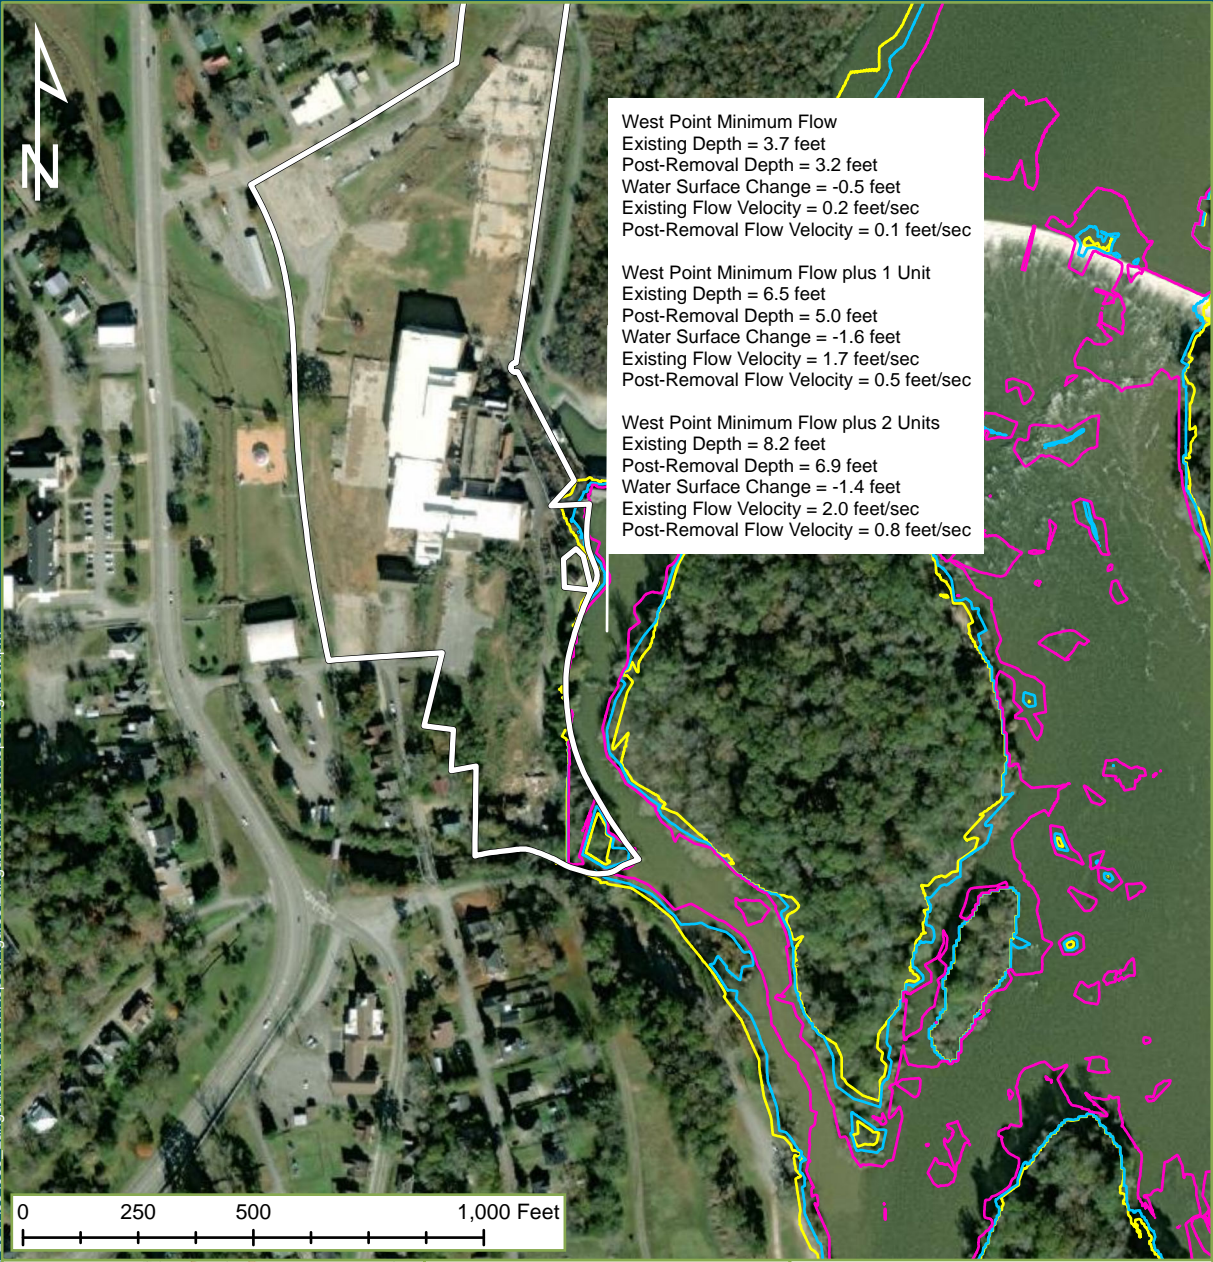 N
West Point Minimum Flow
Existing Depth = 3.7 feet
Post-Removal Depth = 3.2 feet
Water Surface Change = -0.5 feet
Existing Flow Velocity = 0.2 feet/sec
Post-Removal Flow Velocity = 0.1 feet/sec
West Point Minimum Flow plus 1 Unit
Existing Depth = 6.5 feet
Post-Removal Depth = 5.0 feet
Water Surface Change = -1.6 feet
Existing Flow Velocity = 1.7 feet/sec
Post-Removal Flow Velocity = 0.5 feet/sec
West Point Minimum Flow plus 2 Units
Existing Depth = 8.2 feet
Post-Removal Depth = 6.9 feet
Water Surface Change = -1.4 feet
Existing Flow Velocity = 2.0 feet/sec
Post-Removal Flow Velocity = 0.8 feet/sec
0 250 500 1,000 Feet